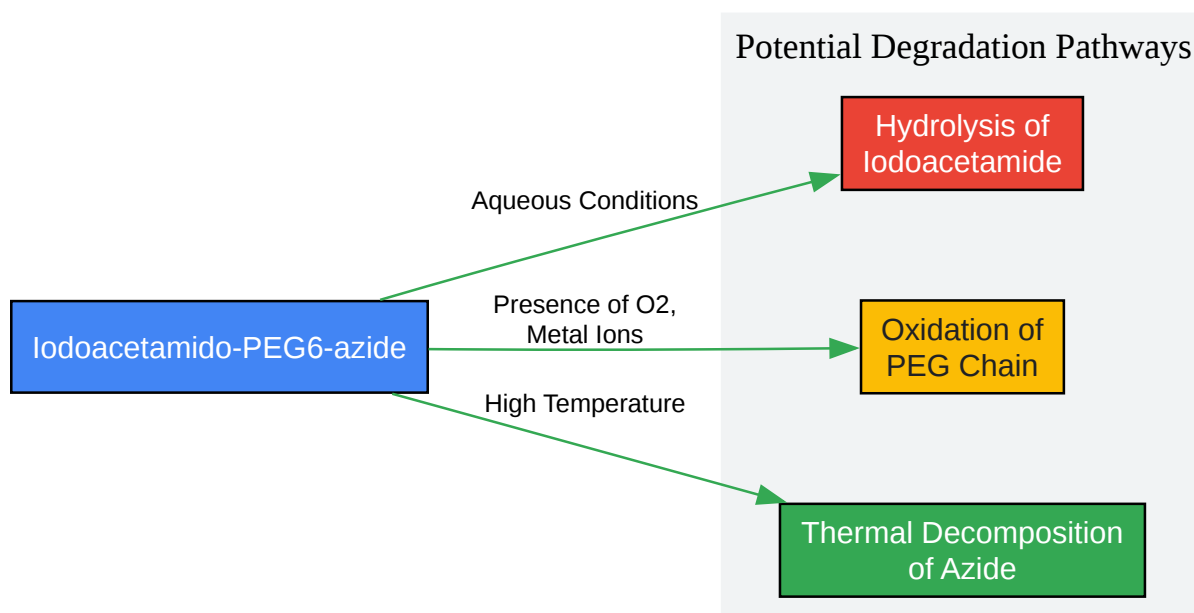 Potential Degradation Pathways
Hydrolysis of
Iodoacetamide
Aqueous Conditions
Presence of O2,
Metal Ions
Iodoacetamido-PEG6-azide
Oxidation of
PEG Chain
High Temperature
Thermal Decomposition
of Azide